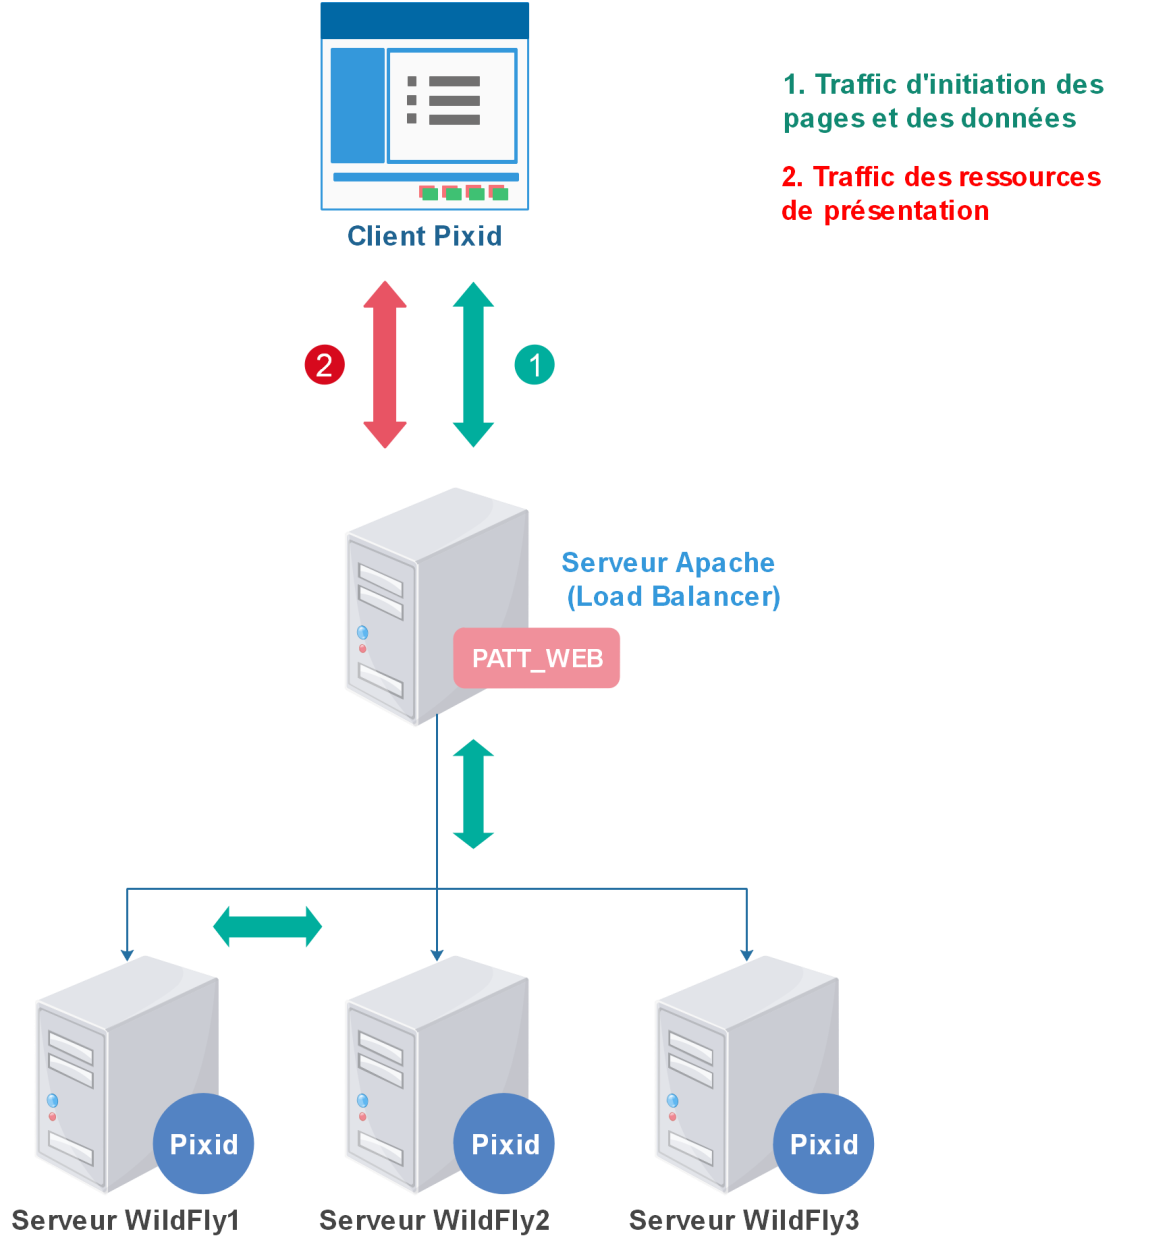 1. Traffic d'initiation des
pages et des données
2. Traffic des ressources
de présentation
Client Pixid
2
1
Serveur Apache
(Load Balancer)
PATT_WEB
Pixid
Pixid
Pixid
Serveur WildFly1
Serveur WildFly2
Serveur WildFly3